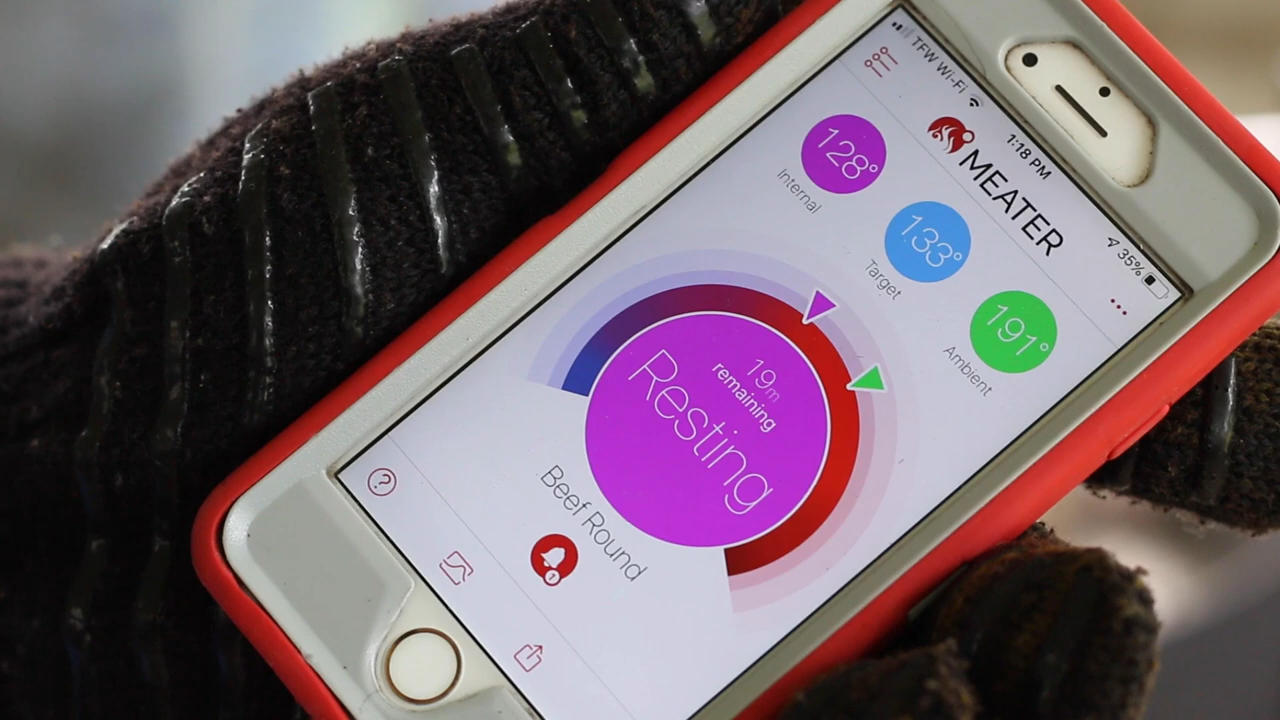 TFW Wi-Fi
1:18 PM
35%
MEATER
128°
Internal
133°
Target
191°
Ambient
19m
remaining
Resting
Beef Round
1
?